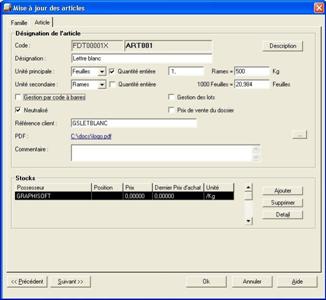 Mise à jour des articles
Famille Article
Désignation de l'article
Code : FDT00001X ART001 Description
Désignation : Lettre blanc
Unité principale : Feuilles Quantité entière 1, Rames = 500 Kg
Unité secondaire : Rames Quantité entière 1000 Feuilles = 20,984 Feuilles
Gestion par code à barres Gestion des lots
Neutralisé Prix de vente du dossier
Référence client : GSLETBLANC
PDF : C:\docs\logo.pdf ...
Commentaire :
Stocks
Possesseur Position Prix Dernier Prix d'achat Unité Ajouter
GRAPHISOFT 0,00000 0,00000 /Kg
Supprimer
Detail
<< Précédent Suivant >> Ok Annuler Aide